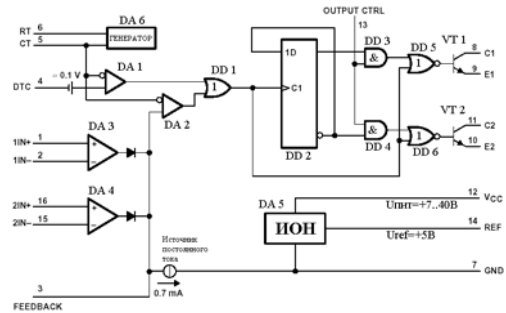 OUTPUT CTRL
DA 6
RT 6
CT 5
ГЕНЕРАТОР
13
DD 3
DD 5
VT 1
8 C1
9 E1
1D
&
1
− 0.1 V
DA 1
DTC 4
DD 1
1
C1
DA 2
VT 2
11 C2
10 E2
&
1
DD 2
DD 4
DD 6
DA 3
1IN+ 1
+
1IN− 2
−
DA 4
2IN+ 16
+
2IN− 15
−
DA 5
12 VCC
Uпит=+7..40В
ИОН
14 REF
Uref=+5В
Источник
постоянного
тока
7 GND
0.7 mA
3
FEEDBACK